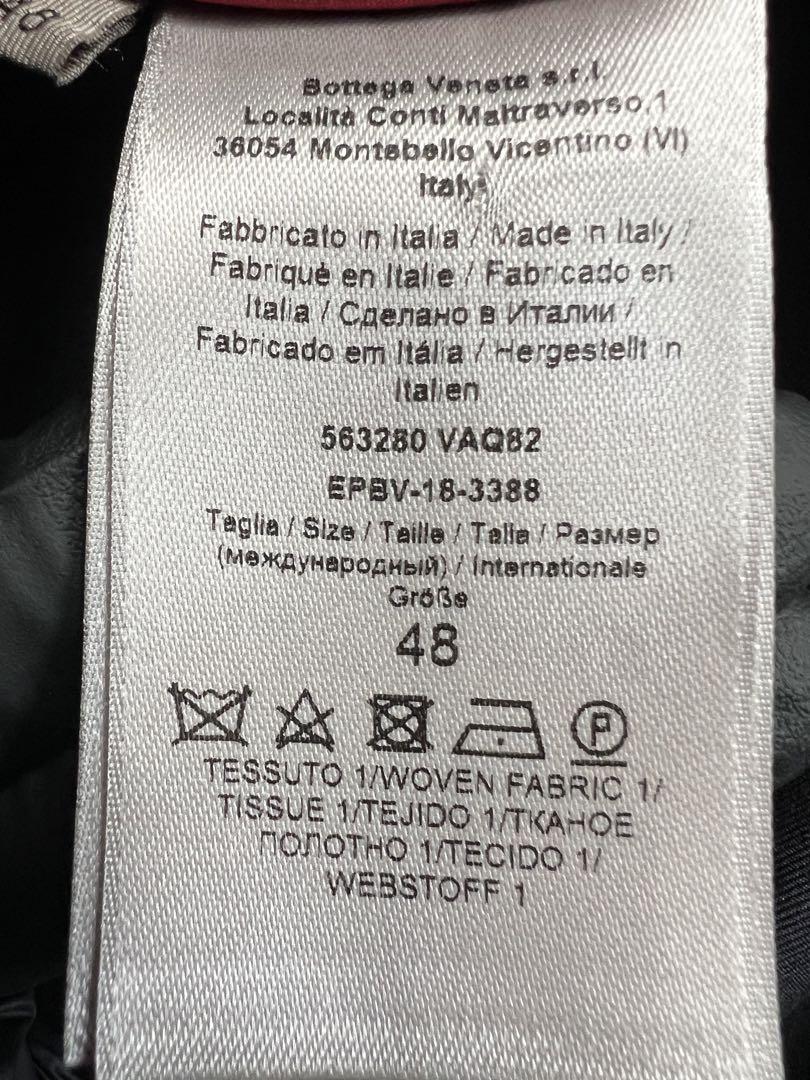 48
Bottega Veneta s.r.l.
Località Conti Maltraverso,1
36054 Montebello Vicentino (VI)
Italy
Fabbricato in Italia / Made in Italy /
Fabriqué en Italie / Fabricado en
Italia / Сделано в Италии /
Fabricado em Itália / Hergestellt in
Italien
563280 VAQ82
EPBV-18-3388
Taglia / Size / Taille / Talla / Размер
(международный) / Internationale
Größe
48
P
TESSUTO 1/WOVEN FABRIC 1/
TISSUE 1/TEJIDO 1/ТКАНОЕ
ПОЛОТНО 1/TECIDO 1/
WEBSTOFF 1